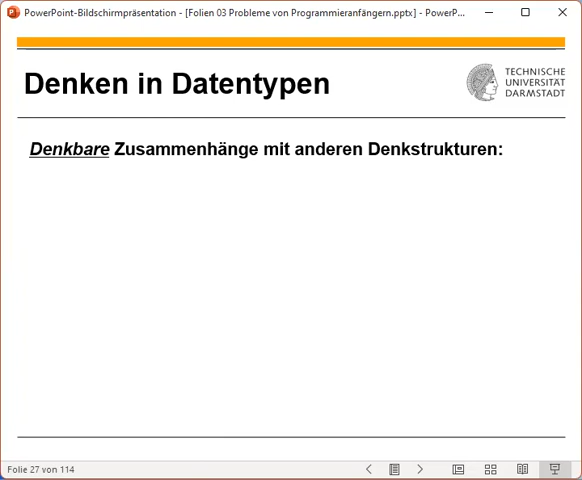 PowerPoint-Bildschirmpräsentation - [Folien 03 Probleme von Programmieranfängern.pptx] - PowerP...
Denken in Datentypen
TECHNISCHE
UNIVERSITÄT
DARMSTADT
Denkbare Zusammenhänge mit anderen Denkstrukturen:
Folie 27 von 114